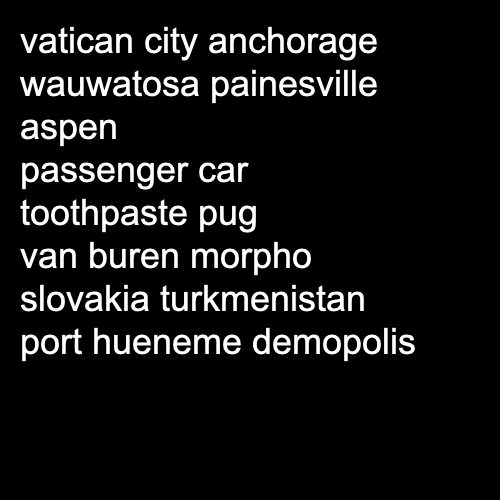 vatican city anchorage
wauwatosa painesville
aspen
passenger car
toothpaste pug
van buren morpho
slovakia turkmenistan
port hueneme demopolis